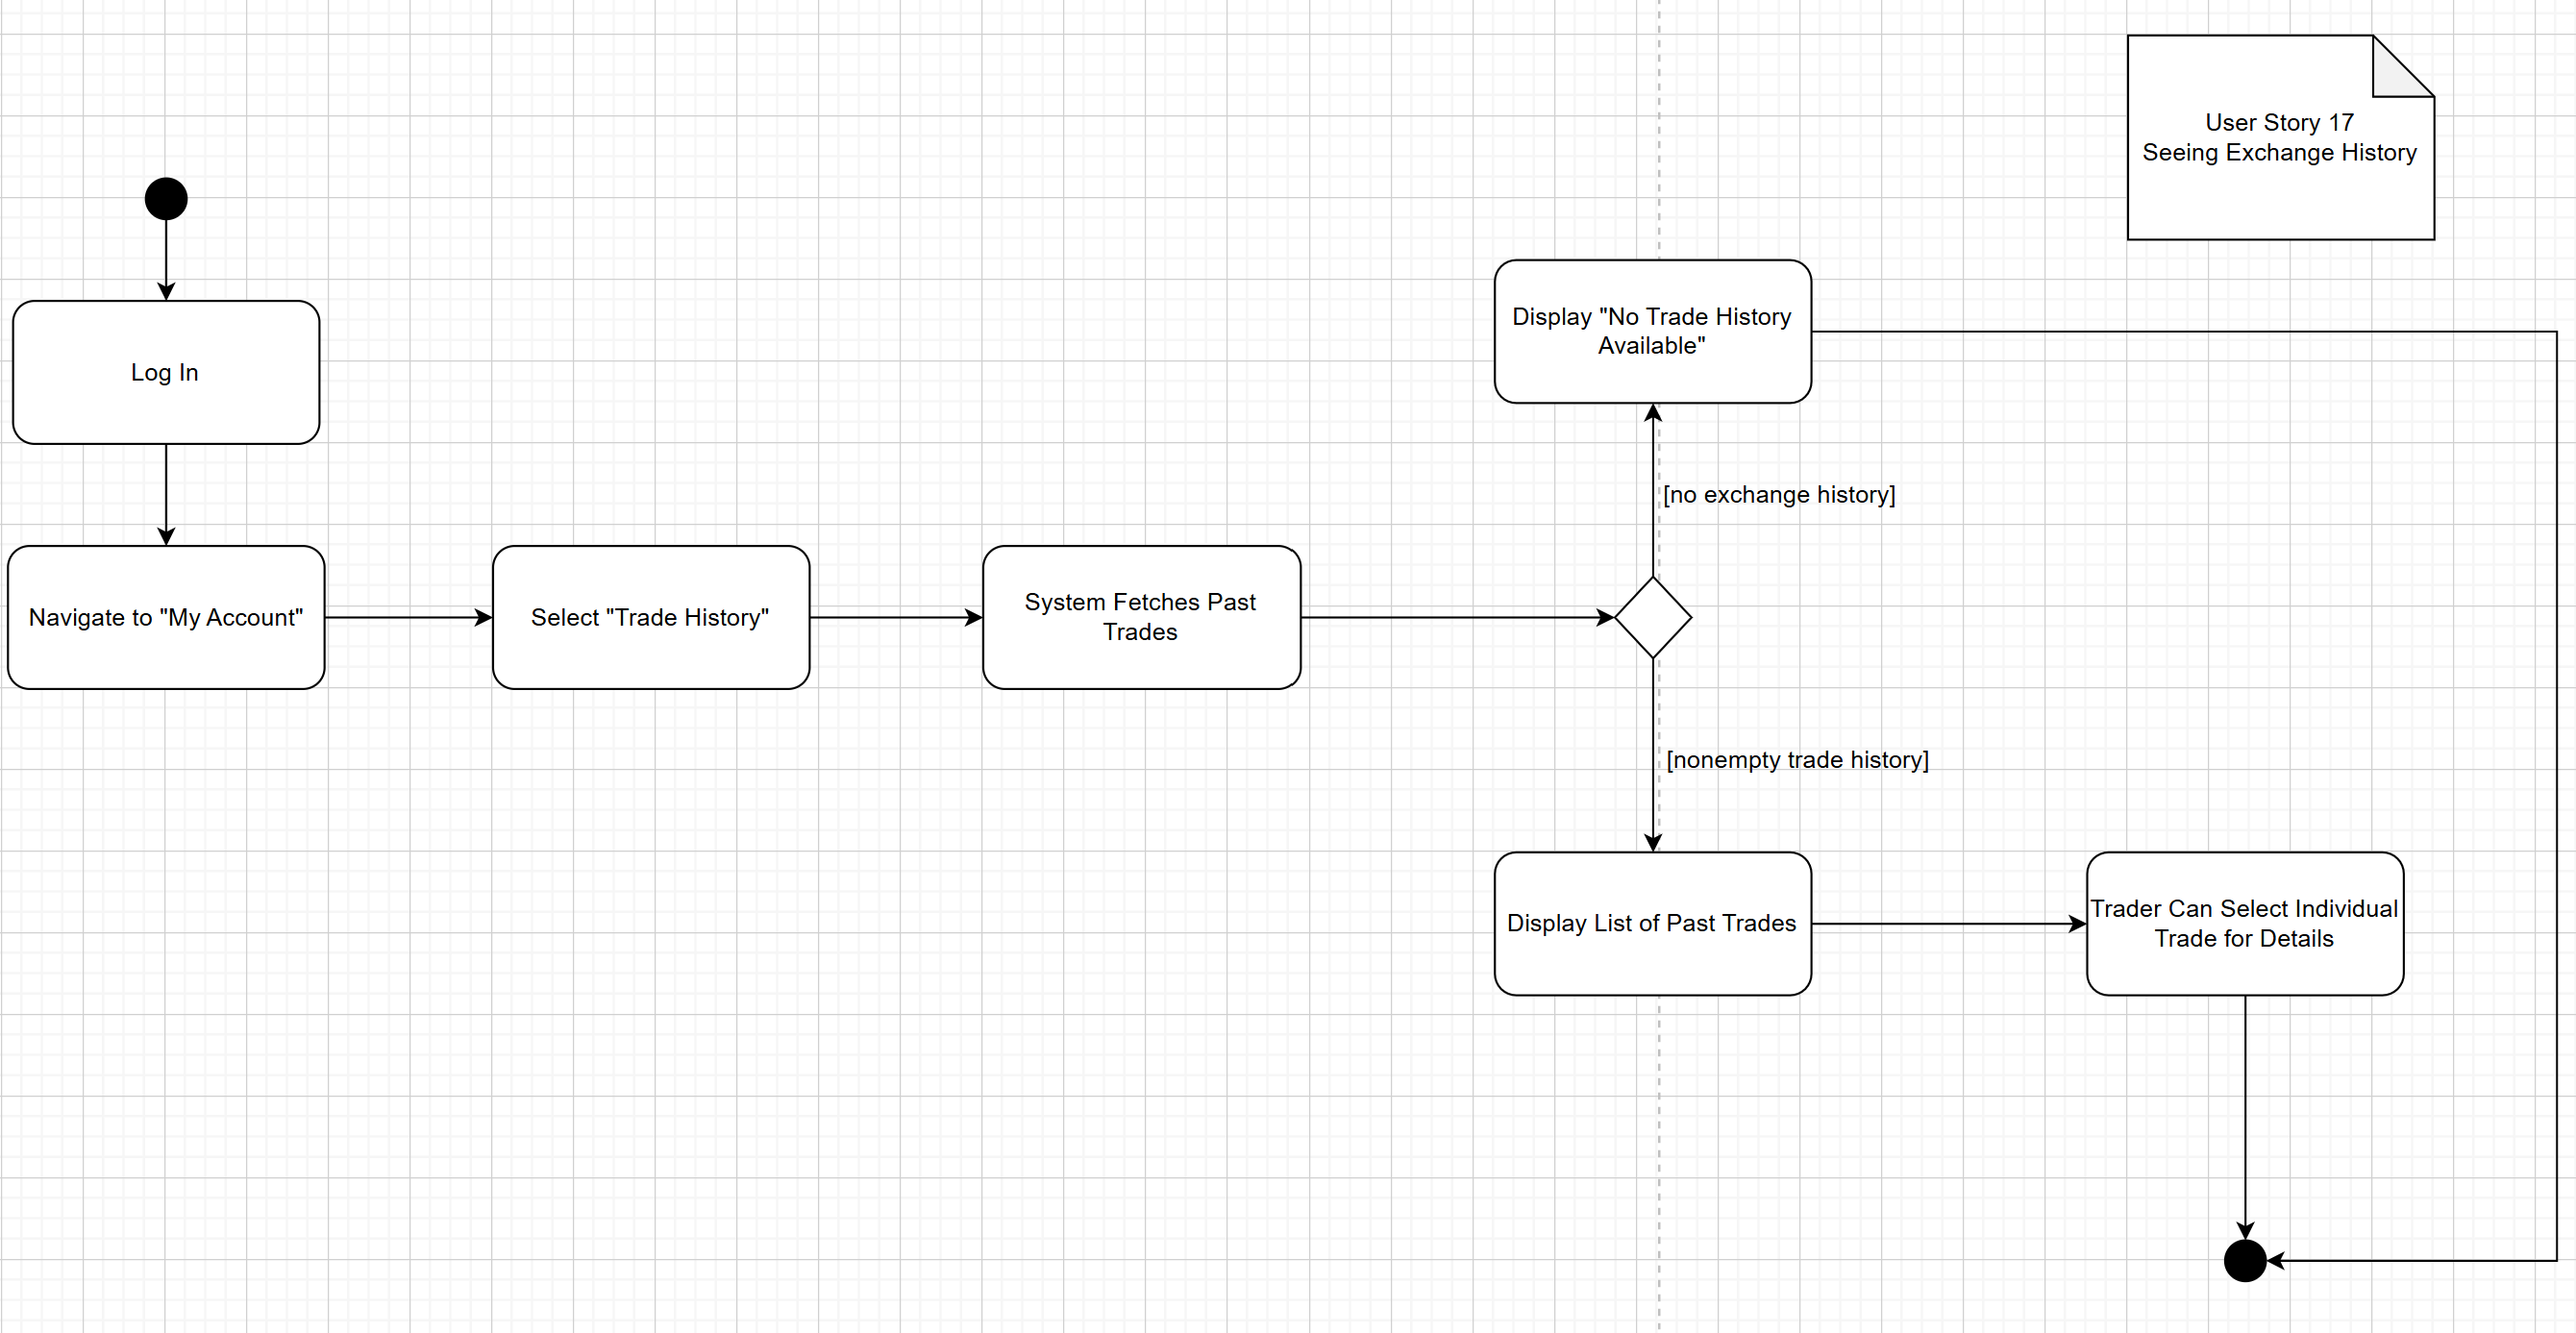 User Story 17
Seeing Exchange History
Display "No Trade History
Available"
Log In
[no exchange history]
Navigate to "My Account"
Select "Trade History"
System Fetches Past
Trades
[nonempty trade history]
Display List of Past Trades
Trader Can Select Individual
Trade for Details